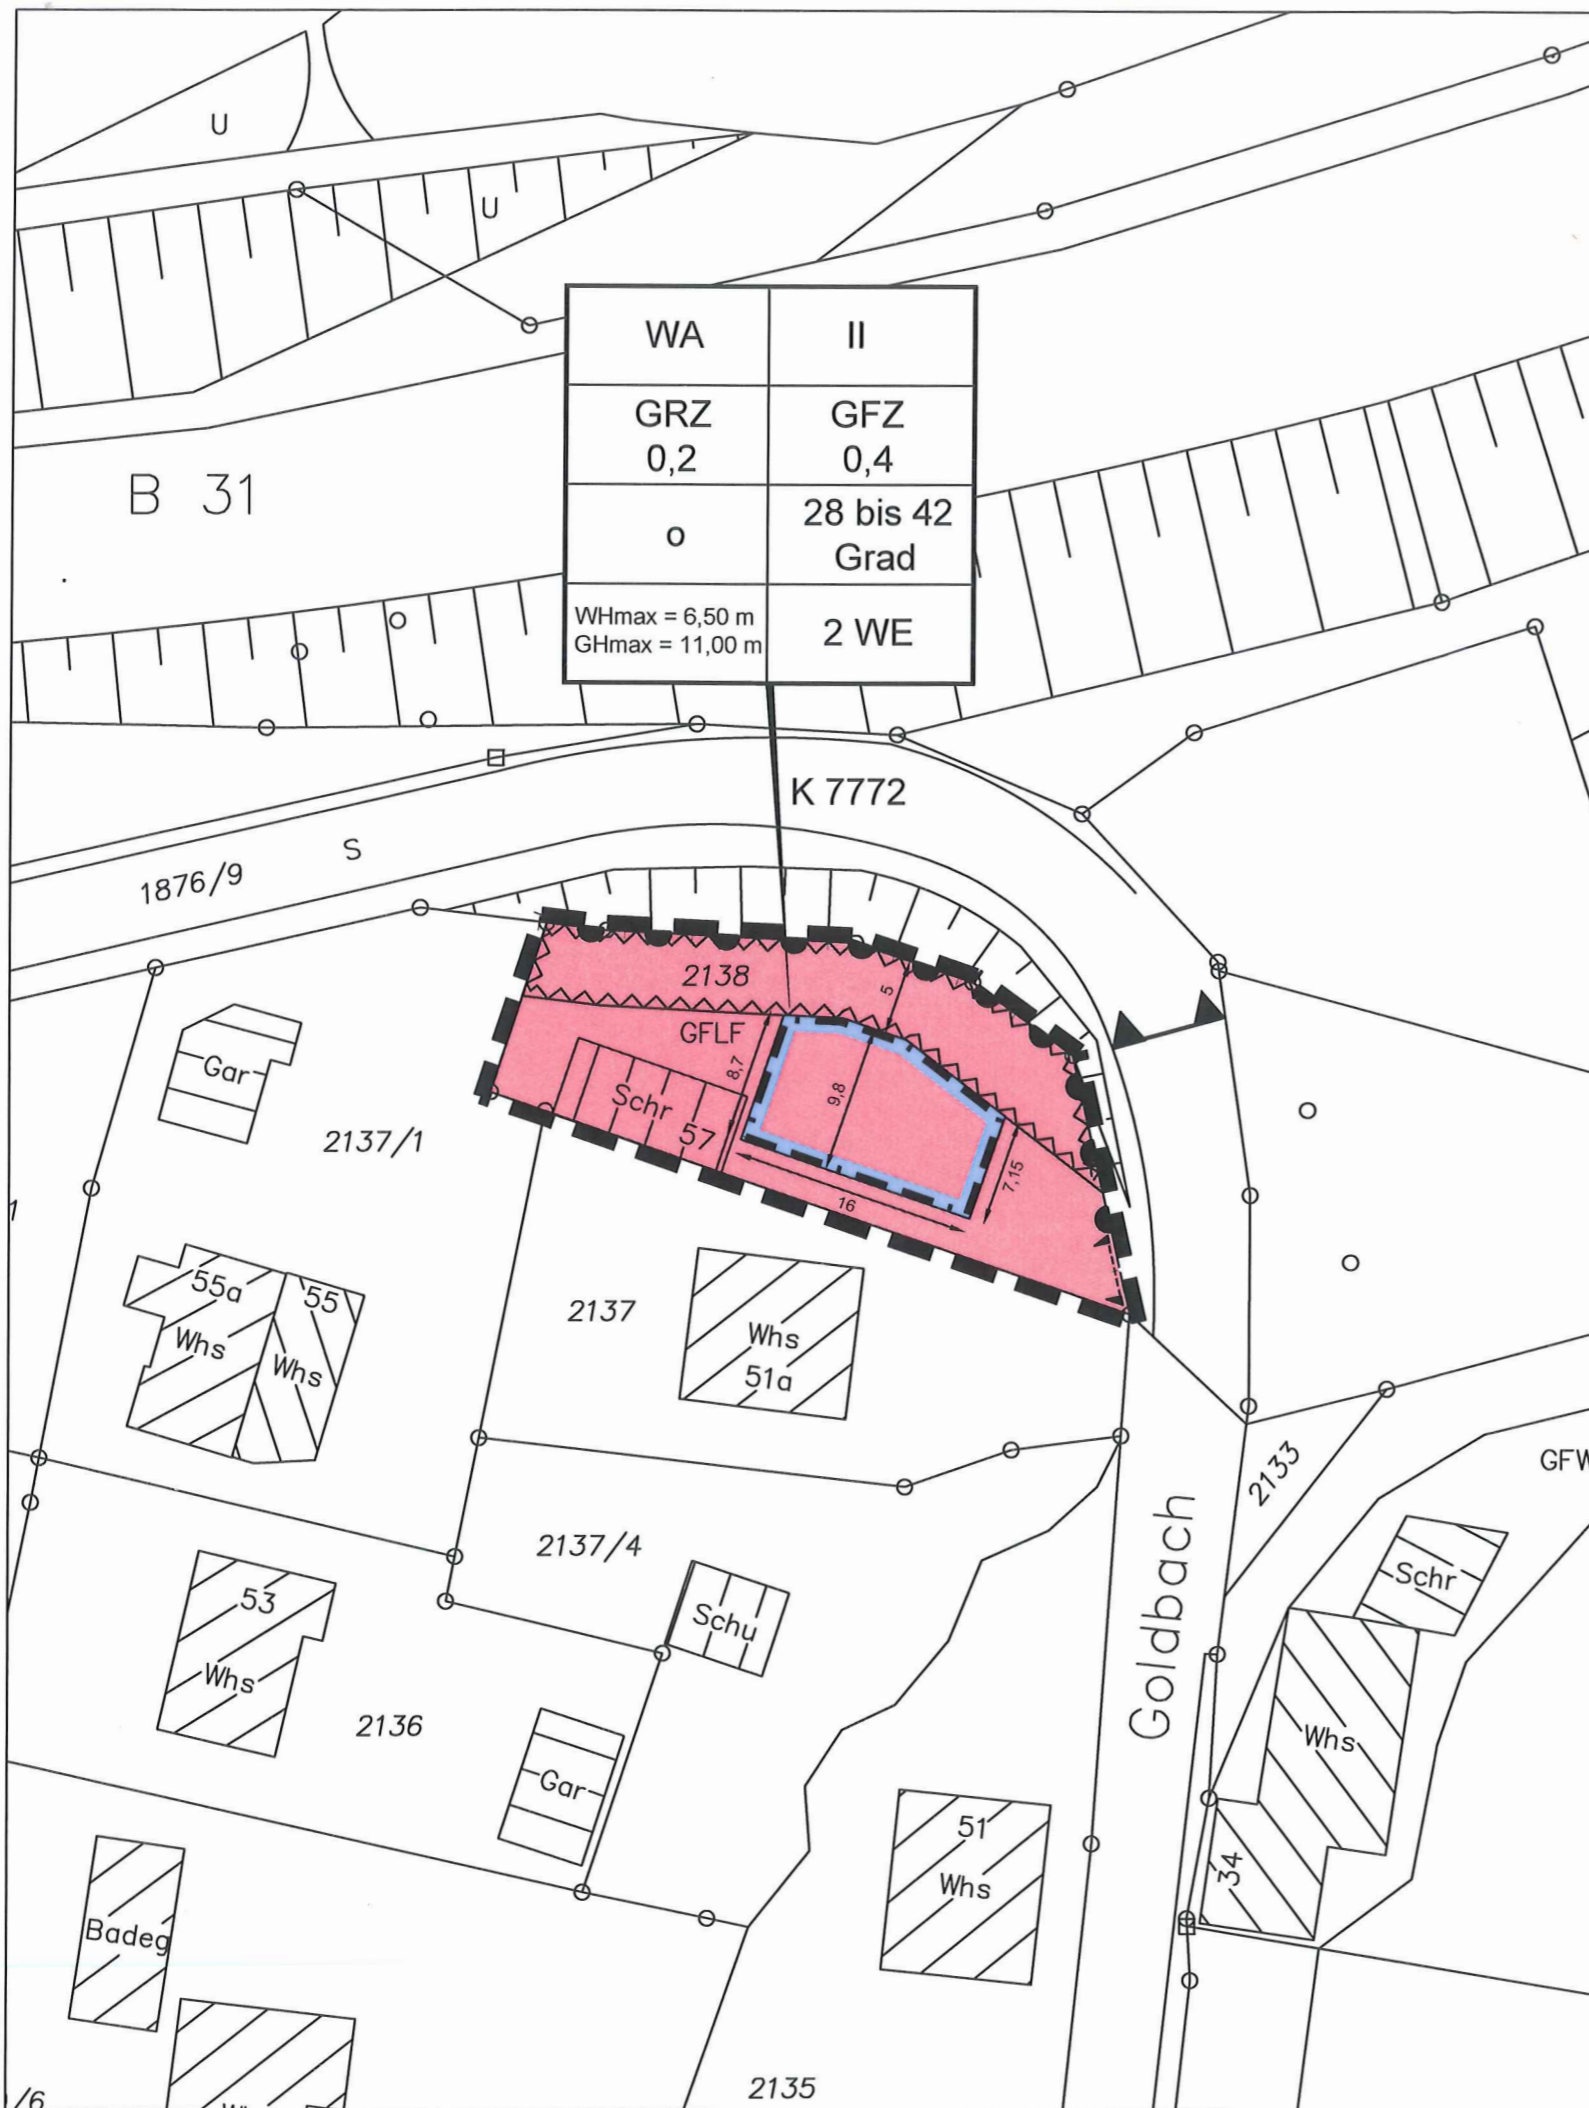 U
U
WA
II
GRZ
0,2
GFZ
0,4
B 31
o
28 bis 42
Grad
WHmax = 6,50 m
GHmax = 11,00 m
2 WE
K 7772
S
1876/9
2138
5
GFLF
8,7
9,8
Gar
Schr
57
2137/1
7,15
16
55a
55
Whs
Whs
2137
Whs
51a
2133
GFW
2137/4
Schr
53
Schu
Goldbach
Whs
2136
Whs
Gar
51
Whs
34
Badeg
2135
/6